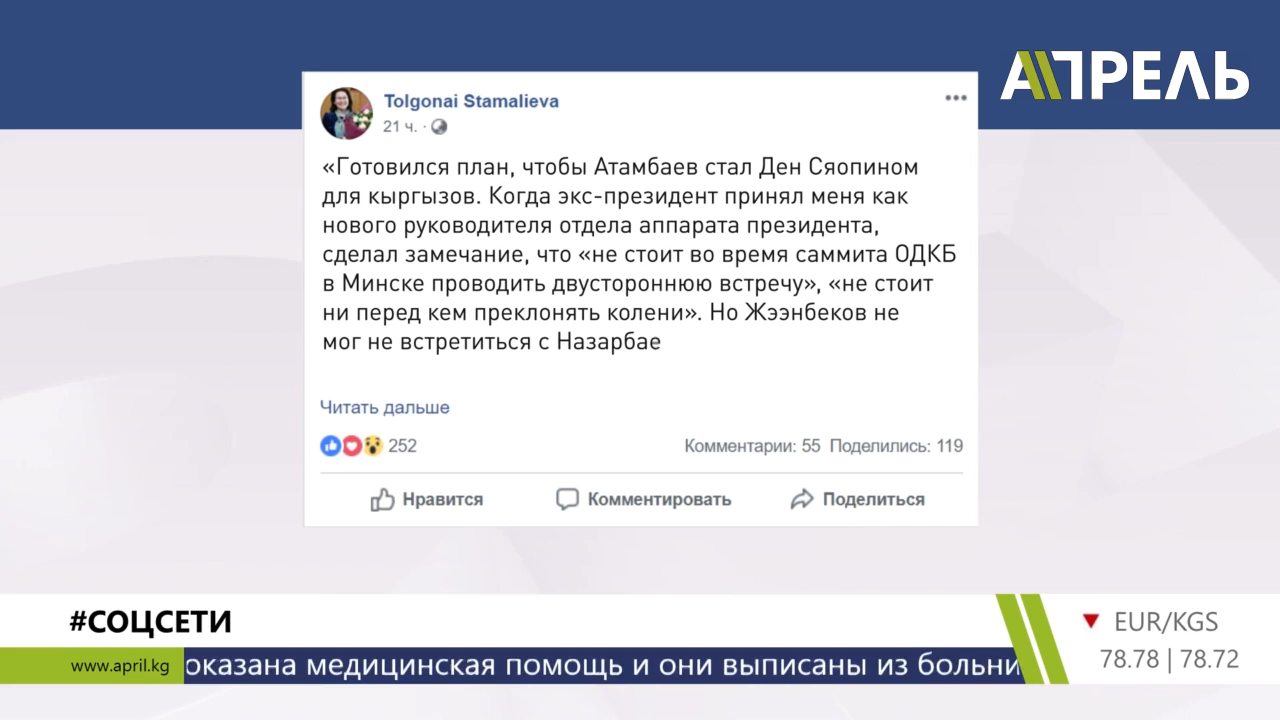 АПРЕЛЬ
Tolgonai Stamalieva
21 ч. ·
«Готовился план, чтобы Атамбаев стал Ден Сяопином
для кыргызов. Когда экс-президент принял меня как
нового руководителя отдела аппарата президента,
сделал замечание, что «не стоит во время саммита ОДКБ
в Минске проводить двустороннюю встречу», «не стоит
ни перед кем преклонять колени». Но Жээнбеков не
мог не встретиться с Назарбае
Читать дальше
252
Комментарии: 55 Поделились: 119
Нравится
Комментировать
Поделиться
#СОЦСЕТИ
EUR/KGS
78.78 | 78.72
www.april.kg
оказана медицинская помощь и они выписаны из больни